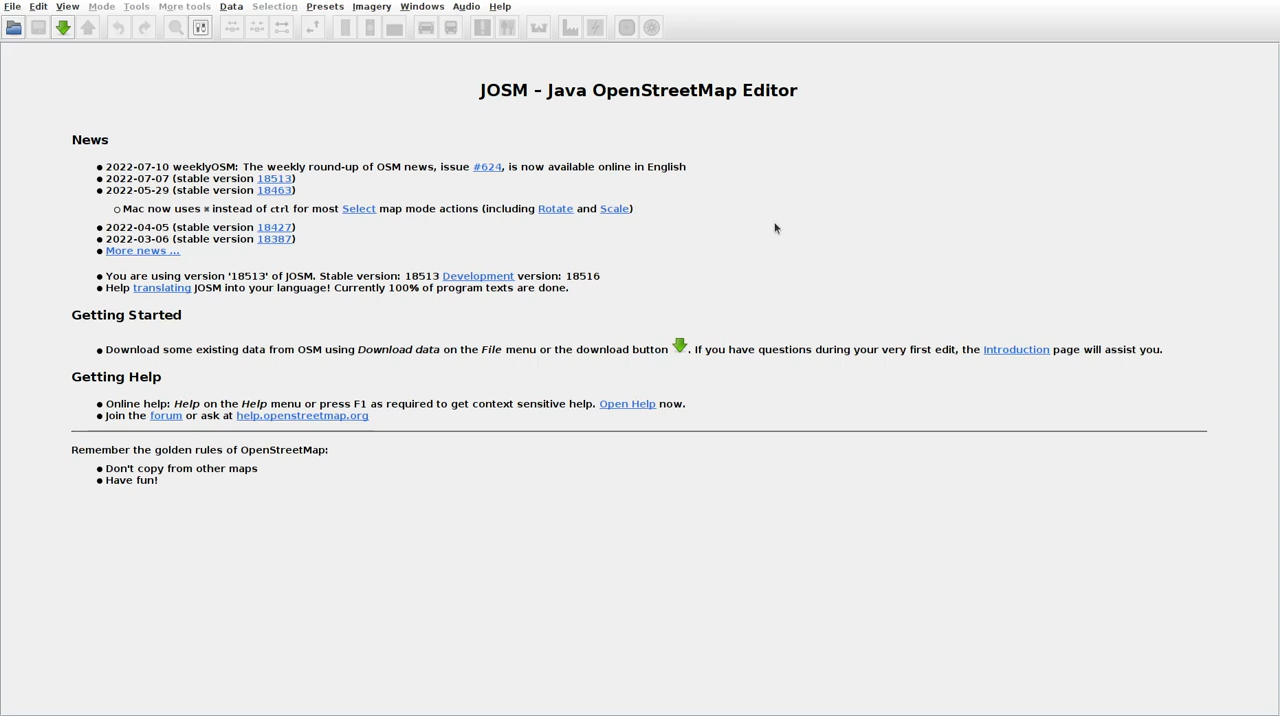 File Edit View Mode Tools More tools Data Selection Presets Imagery Windows Audio Help
JOSM – Java OpenStreetMap Editor
News
2022-07-10 weeklyOSM: The weekly round-up of OSM news, issue #624, is now available online in English
2022-07-07 (stable version 18513)
2022-05-29 (stable version 18463)
Mac now uses ⌘ instead of ctrl for most Select map mode actions (including Rotate and Scale)
2022-04-05 (stable version 18427)
2022-03-06 (stable version 18387)
More news ...
You are using version '18513' of JOSM. Stable version: 18513 Development version: 18516
Help translating JOSM into your language! Currently 100% of program texts are done.
Getting Started
Download some existing data from OSM using Download data on the File menu or the download button . If you have questions during your very first edit, the Introduction page will assist you.
Getting Help
Online help: Help on the Help menu or press F1 as required to get context sensitive help. Open Help now.
Join the forum or ask at help.openstreetmap.org
Remember the golden rules of OpenStreetMap:
Don't copy from other maps
Have fun!